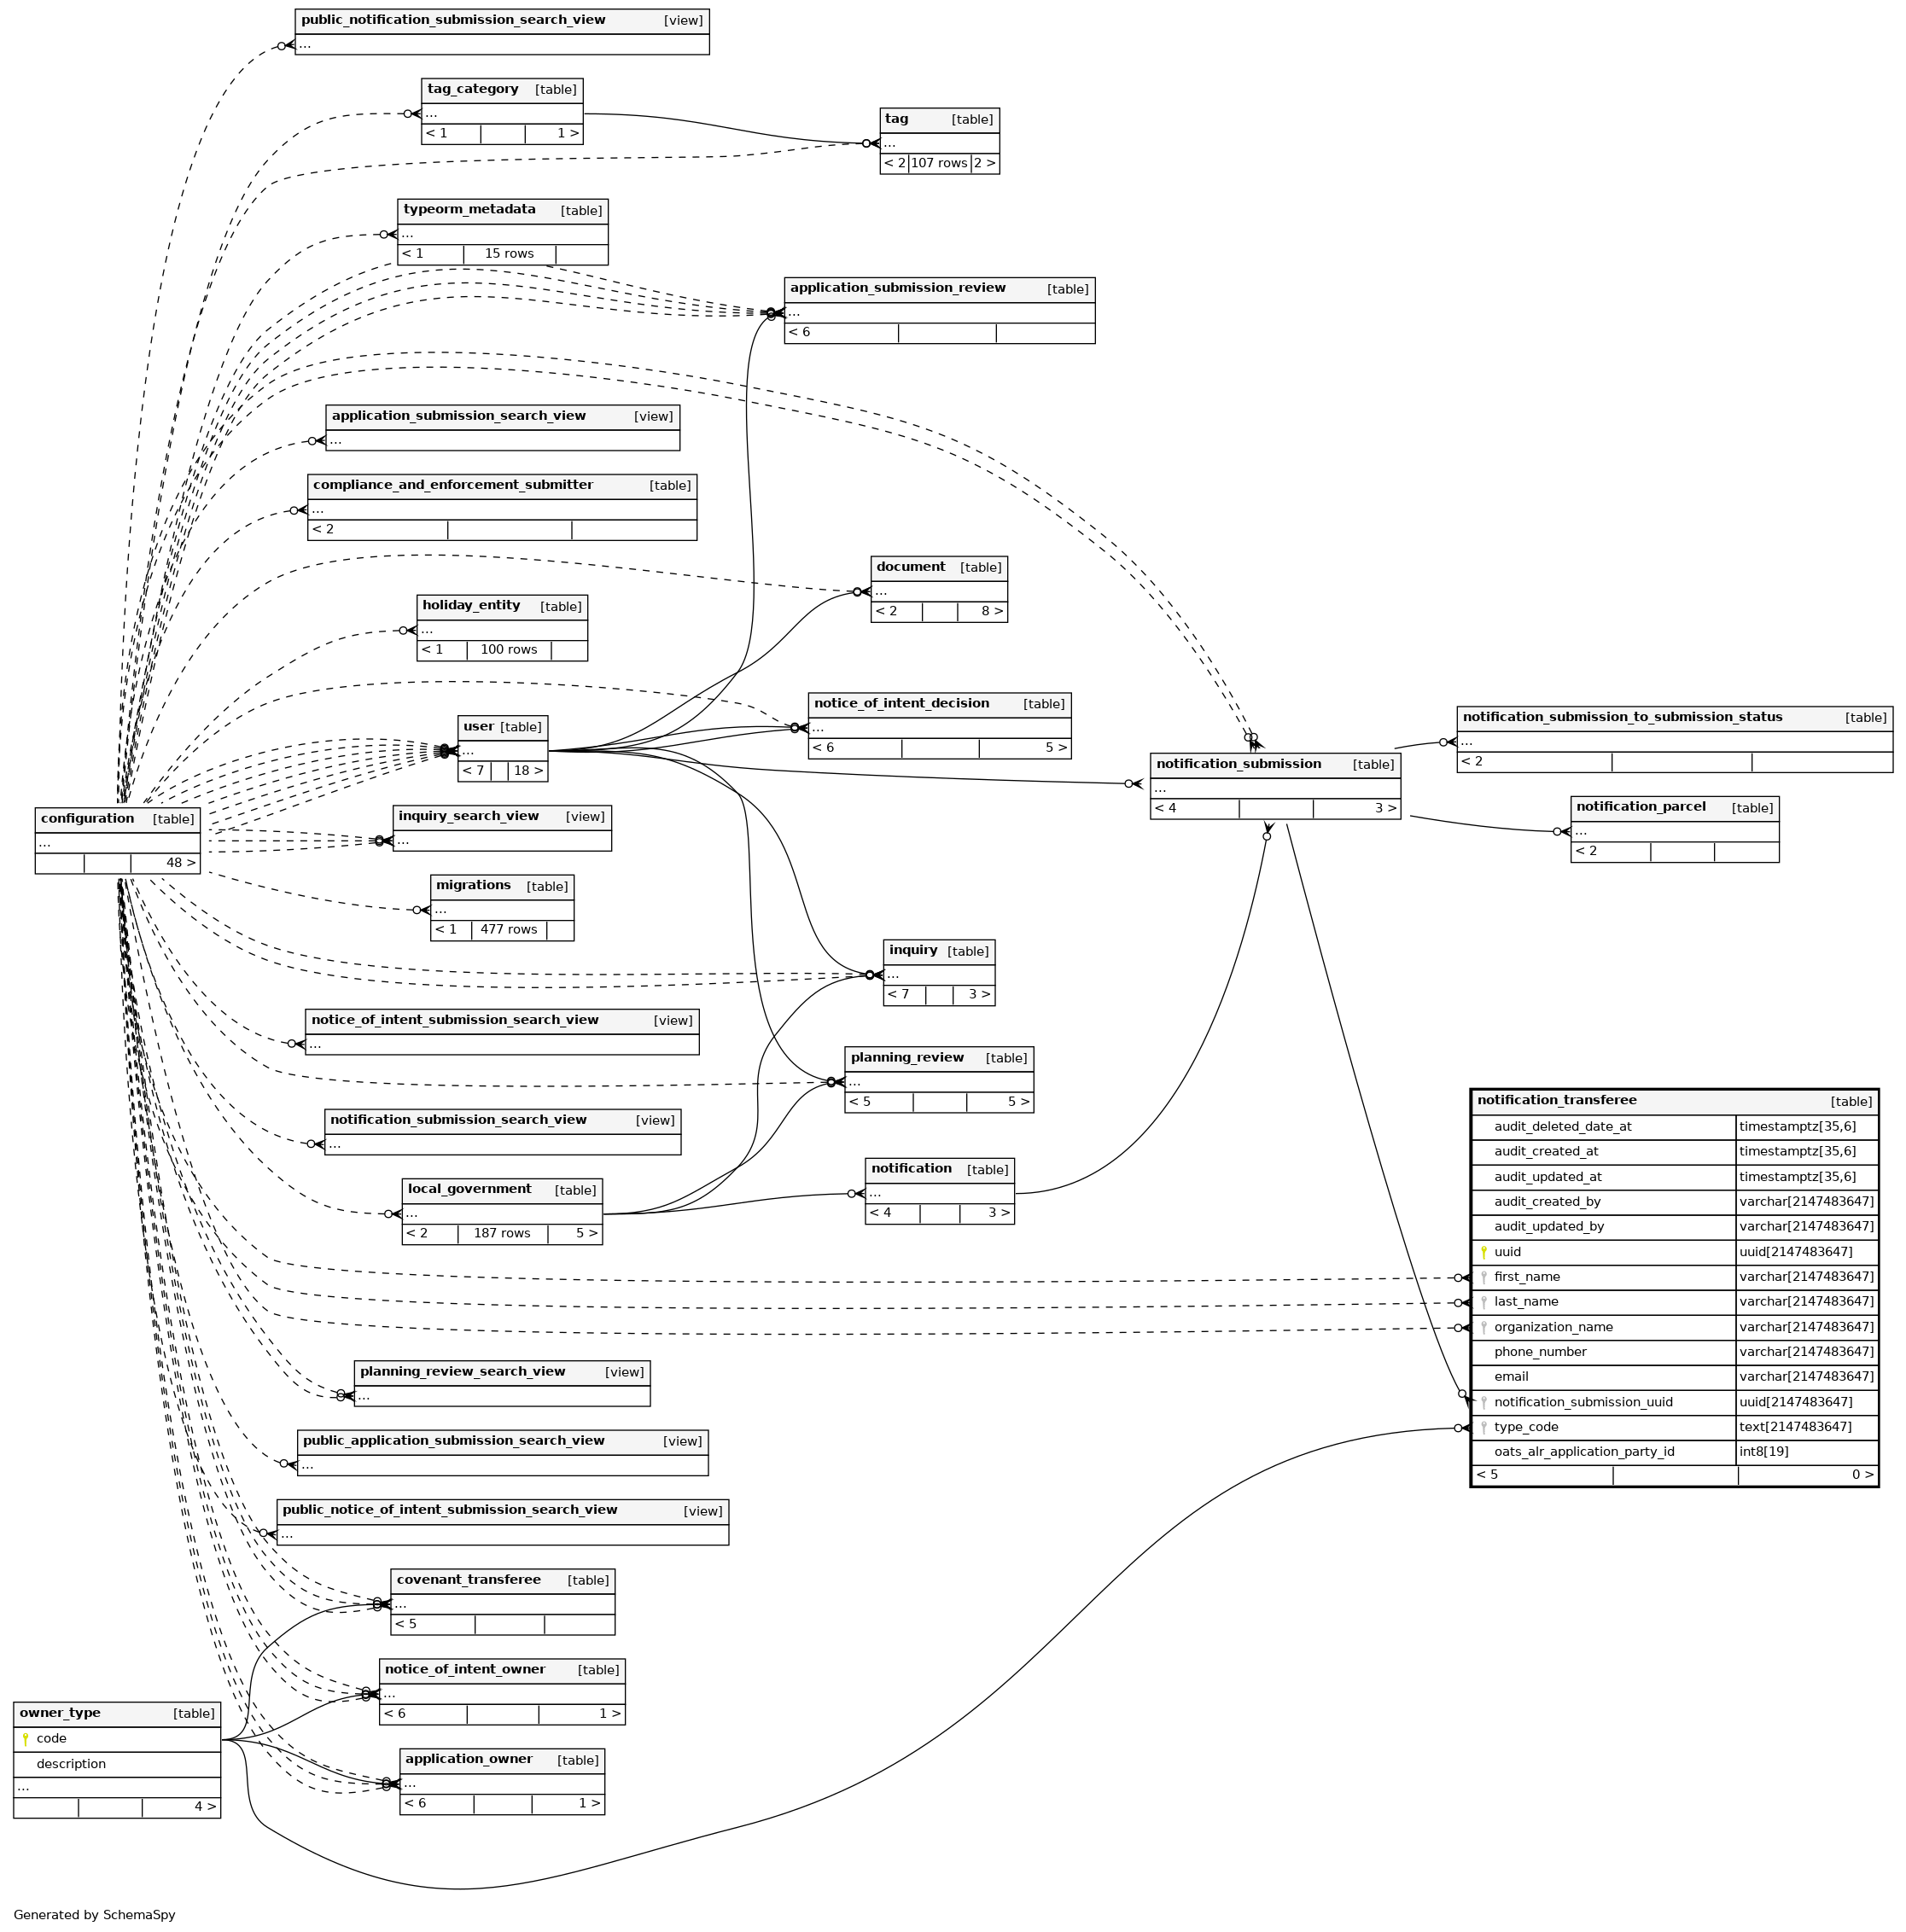 public_notification_submission_search_view [view]
...
tag_category [table]
...
< 1 1 >
tag [table]
...
< 2 107 rows 2 >
typeorm_metadata [table]
...
< 1 15 rows
application_submission_review [table]
...
< 6
application_submission_search_view [view]
...
compliance_and_enforcement_submitter [table]
...
< 2
document [table]
...
< 2 8 >
holiday_entity [table]
...
< 1 100 rows
notice_of_intent_decision [table]
...
< 6 5 >
user [table]
...
< 7 18 >
notification_submission_to_submission_status [table]
...
< 2
notification_submission [table]
...
< 4 3 >
notification_parcel [table]
...
< 2
configuration [table]
...
48 >
inquiry_search_view [view]
...
migrations [table]
...
< 1 477 rows
inquiry [table]
...
< 7 3 >
notice_of_intent_submission_search_view [view]
...
planning_review [table]
...
< 5 5 >
notification_submission_search_view [view]
...
notification [table]
...
< 4 3 >
local_government [table]
...
< 2 187 rows 5 >
notification_transferee [table]
audit_deleted_date_at timestamptz[35,6]
audit_created_at timestamptz[35,6]
audit_updated_at timestamptz[35,6]
audit_created_by varchar[2147483647]
audit_updated_by varchar[2147483647]
uuid uuid[2147483647]
first_name varchar[2147483647]
last_name varchar[2147483647]
organization_name varchar[2147483647]
phone_number varchar[2147483647]
email varchar[2147483647]
notification_submission_uuid uuid[2147483647]
type_code text[2147483647]
oats_alr_application_party_id int8[19]
< 5 0 >
planning_review_search_view [view]
...
public_application_submission_search_view [view]
...
public_notice_of_intent_submission_search_view [view]
...
covenant_transferee [table]
...
< 5
notice_of_intent_owner [table]
...
< 6 1 >
owner_type [table]
code
description
...
4 >
application_owner [table]
...
< 6 1 >
Generated by SchemaSpy